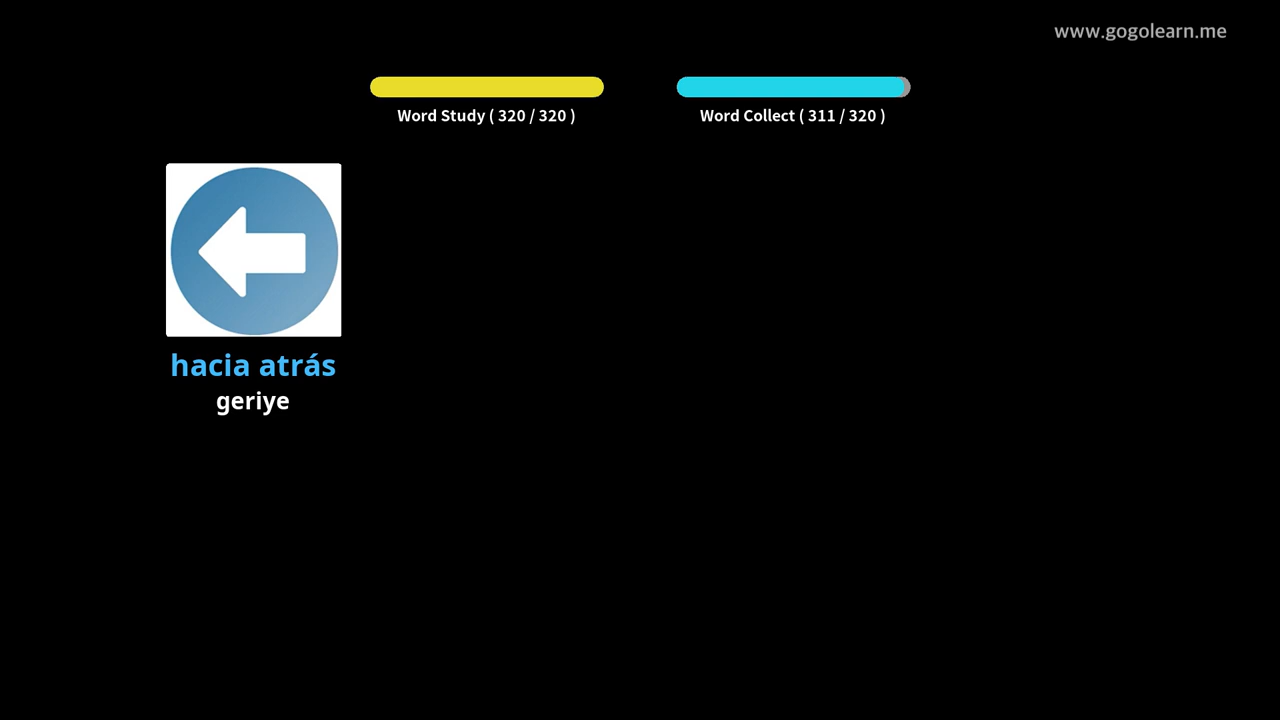 www.gogolearn.me
Word Study ( 320 / 320 )
Word Collect ( 311 / 320 )
hacia atrás
geriye